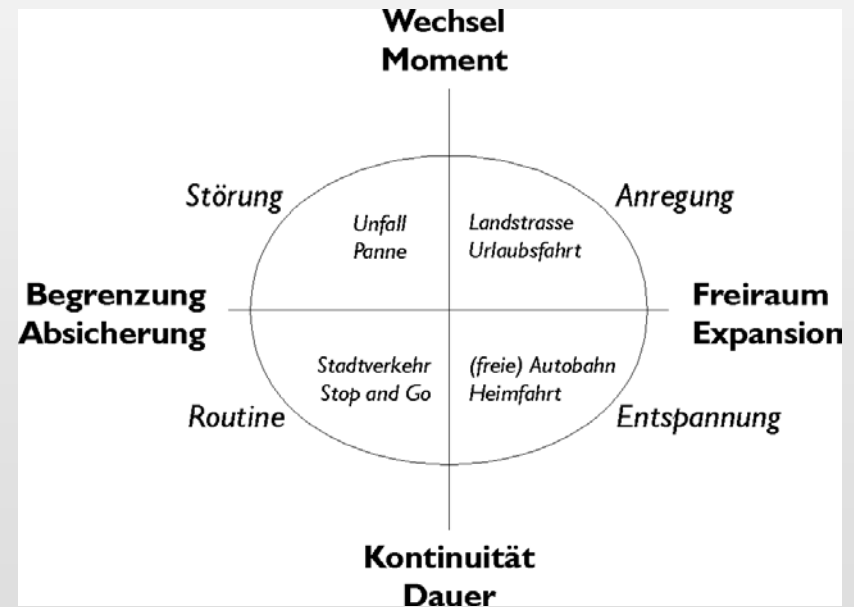 Wechsel
Moment
Störung
Anregung
Unfall
Panne
Landstrasse
Urlaubsfahrt
Begrenzung
Absicherung
Freiraum
Expansion
Stadtverkehr
Stop and Go
(freie) Autobahn
Heimfahrt
Routine
Entspannung
Kontinuität
Dauer